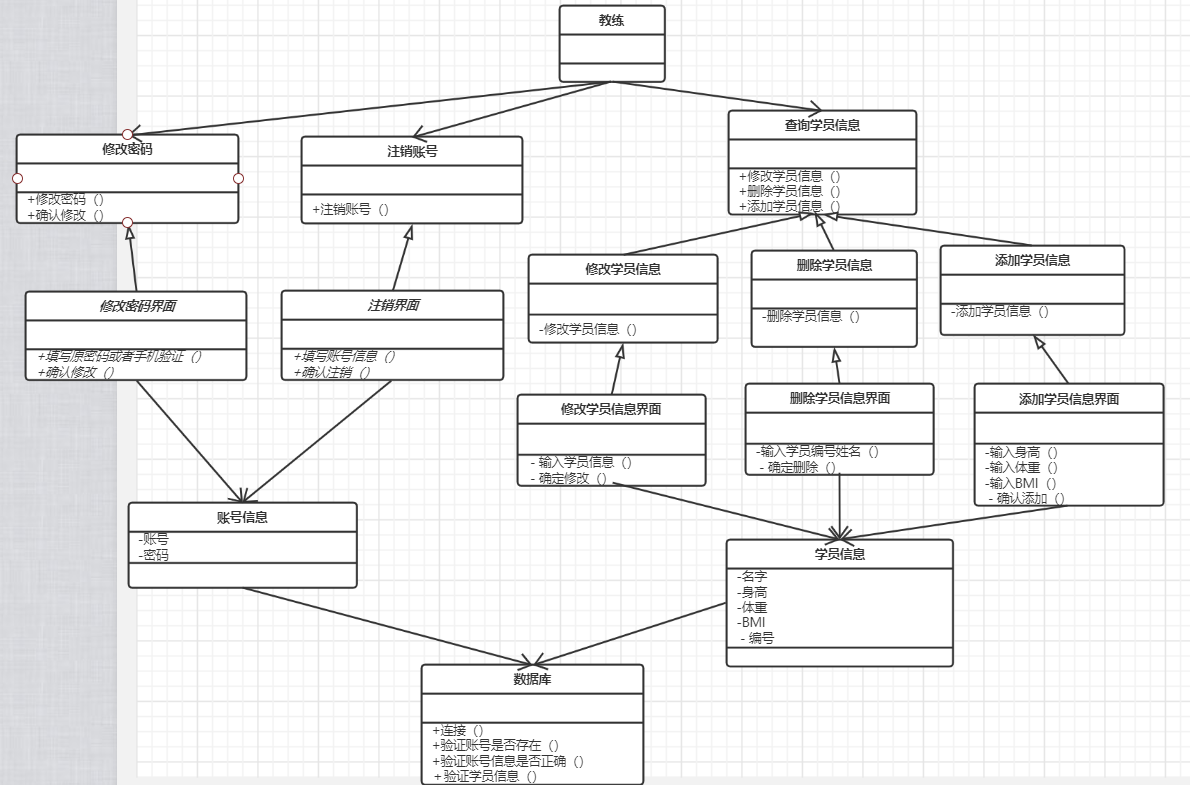 教练
修改密码
+修改密码（）
+确认修改（）
注销账号
+注销账号（）
查询学员信息
+修改学员信息（）
+删除学员信息（）
+添加学员信息（）
修改学员信息
-修改学员信息（）
删除学员信息
-删除学员信息（）
添加学员信息
-添加学员信息（）
修改密码界面
+填写原密码或者手机验证（）
+确认修改（）
注销界面
+填写账号信息（）
+确认注销（）
修改学员信息界面
- 输入学员信息（）
- 确定修改（）
删除学员信息界面
-输入学员编号姓名（）
- 确定删除（）
添加学员信息界面
-输入身高（）
-输入体重（）
-输入BMI（）
- 确认添加（）
账号信息
-账号
-密码
学员信息
-名字
-身高
-体重
-BMI
- 编号
数据库
+连接（）
+验证账号是否存在（）
+验证账号信息是否正确（）
+验证学员信息（）